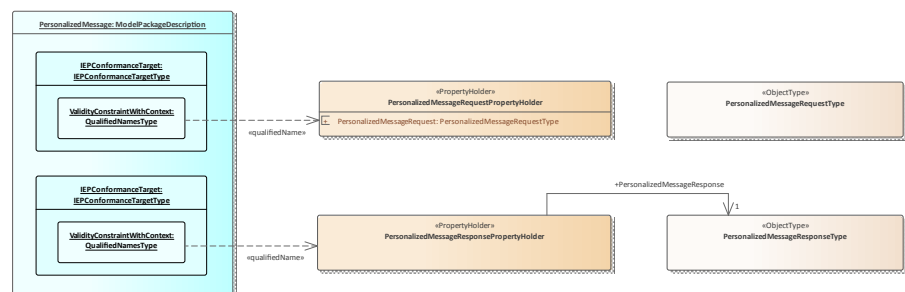 PersonalizedMessage: ModelPackageDescription
IEPConformanceTarget:
IEPConformanceTargetType
ValidityConstraintWithContext:
QualifiedNamesType
«qualifiedName»
«PropertyHolder»
PersonalizedMessageRequestPropertyHolder
+ PersonalizedMessageRequest: PersonalizedMessageRequestType
«ObjectType»
PersonalizedMessageRequestType
IEPConformanceTarget:
IEPConformanceTargetType
ValidityConstraintWithContext:
QualifiedNamesType
«qualifiedName»
+PersonalizedMessageResponse
1
«PropertyHolder»
PersonalizedMessageResponsePropertyHolder
«ObjectType»
PersonalizedMessageResponseType